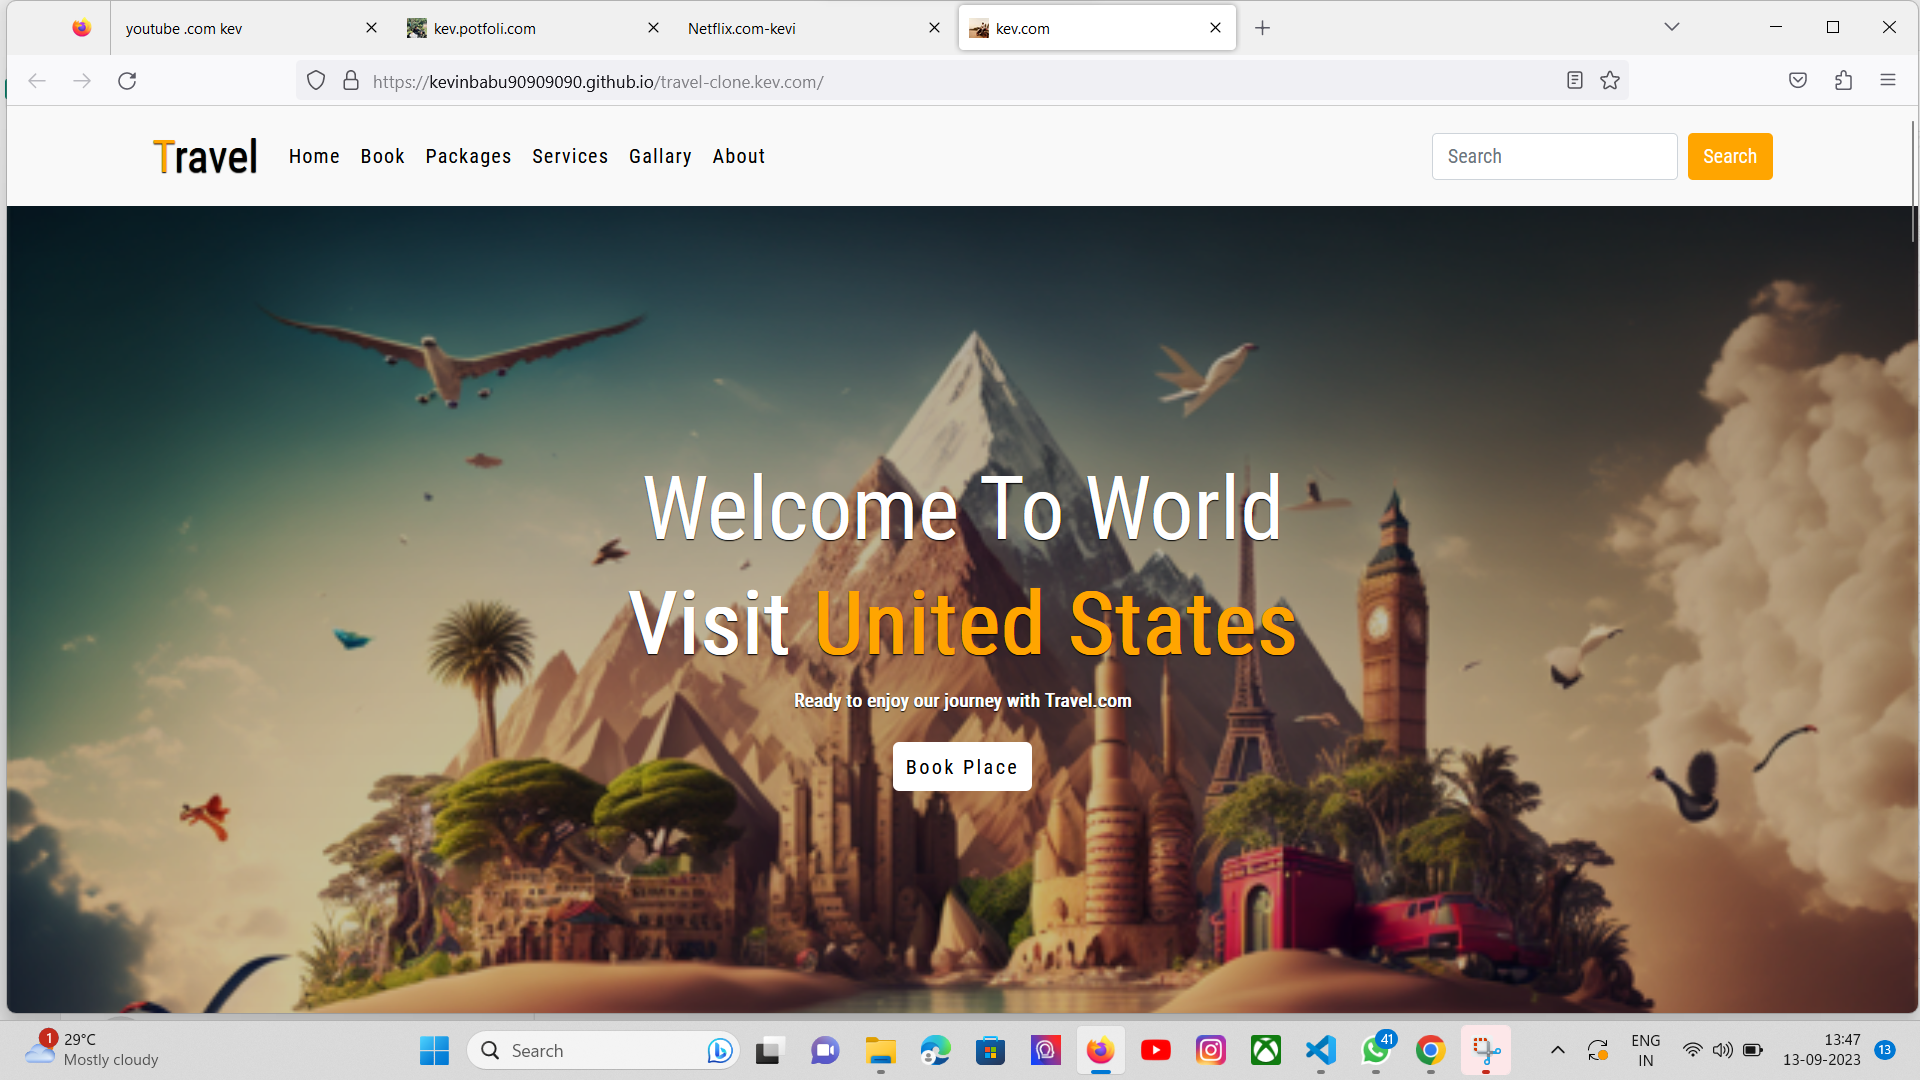 youtube .com kev
kev.potfoli.com
Netflix.com-kevi
kev.com
https://kevinbabu90909090.github.io/travel-clone.kev.com/
Travel
Home
Book
Packages
Services
Gallary
About
Search
Search
Welcome To World
Visit United States
Ready to enjoy our journey with Travel.com
Book Place
1
29°C
Mostly cloudy
Search
41
ENG
IN
13:47
13-09-2023
13